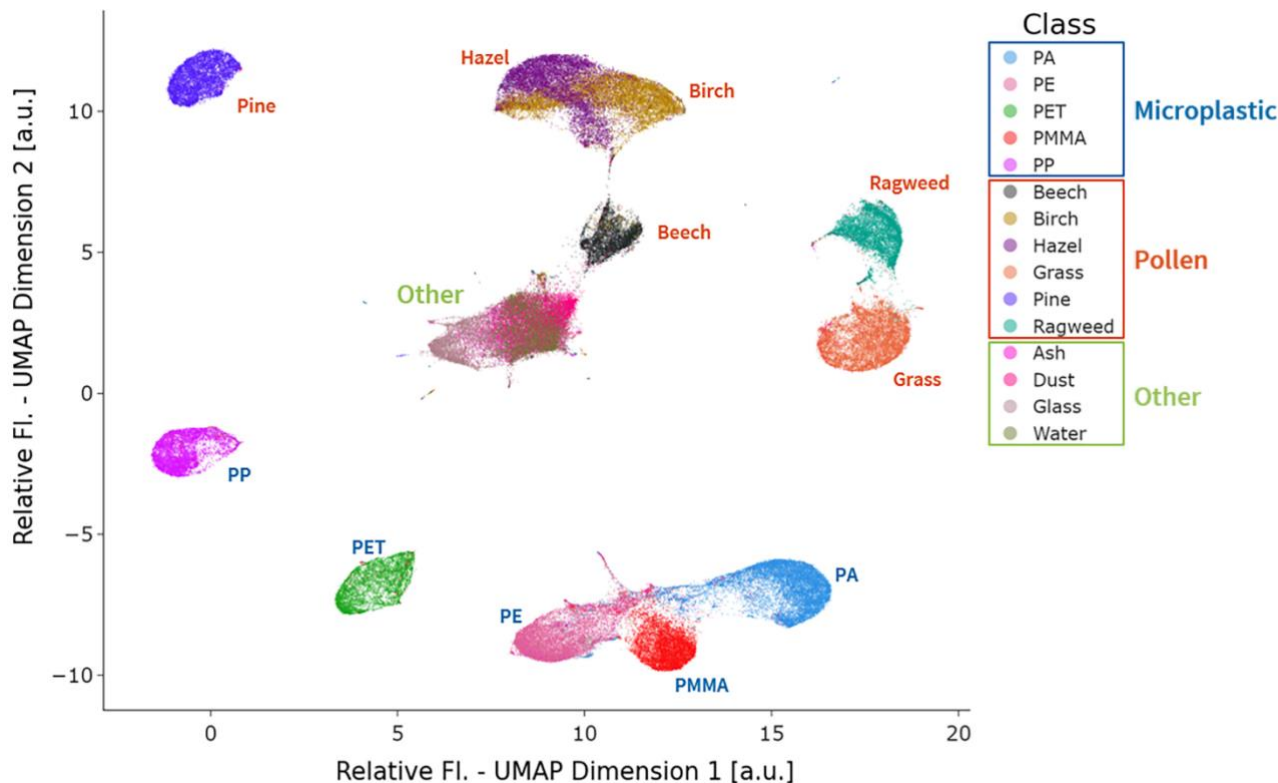 Class
PA
PE
PET
PMMA
PP
Microplastic
Beech
Birch
Hazel
Grass
Pine
Ragweed
Pollen
Ash
Dust
Glass
Water
Other
Relative Fl. - UMAP Dimension 2 [a.u.]
10
5
0
−5
−10
Pine
Hazel
Birch
Ragweed
Beech
Other
Grass
PP
PET
PE
PA
PMMA
0
5
10
15
20
Relative Fl. - UMAP Dimension 1 [a.u.]